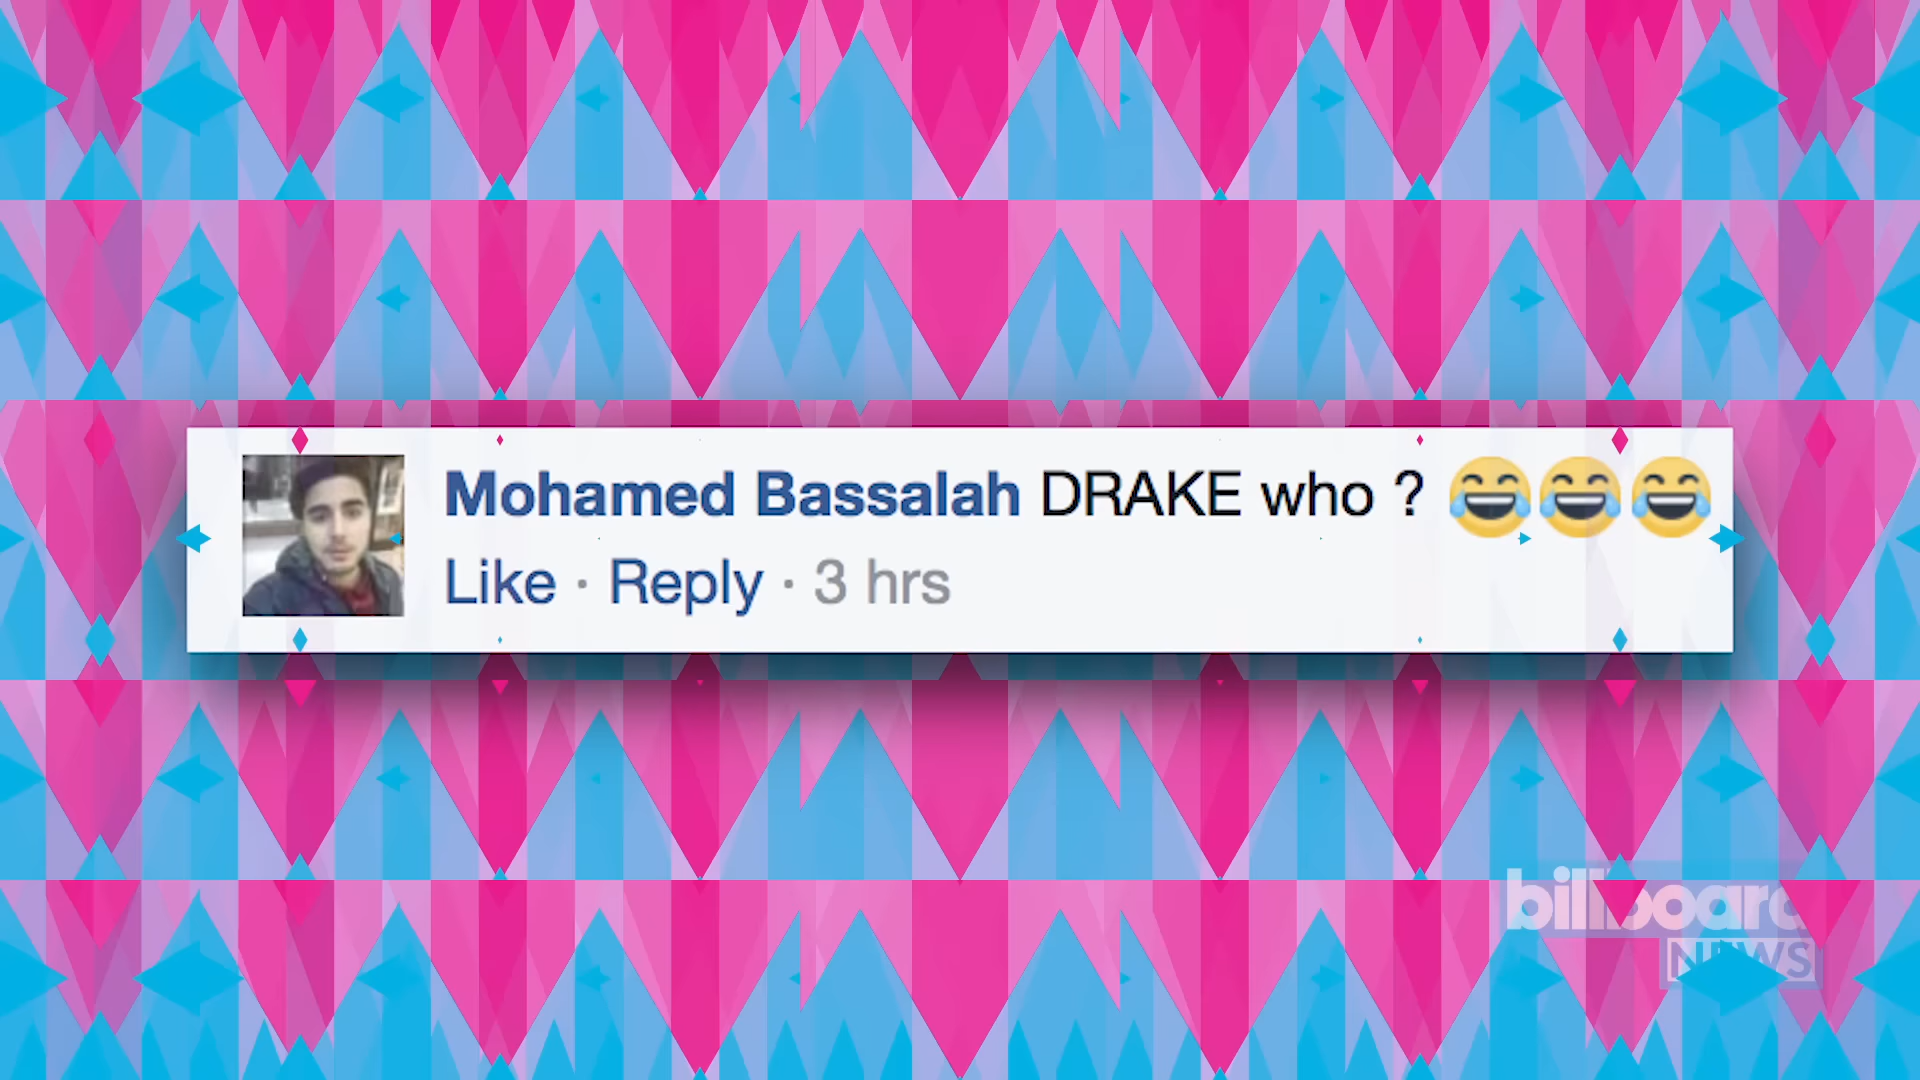 Mohamed Bassalah DRAKE who ? 😂😂😂
Like · Reply · 3 hrs
billboard
NEWS